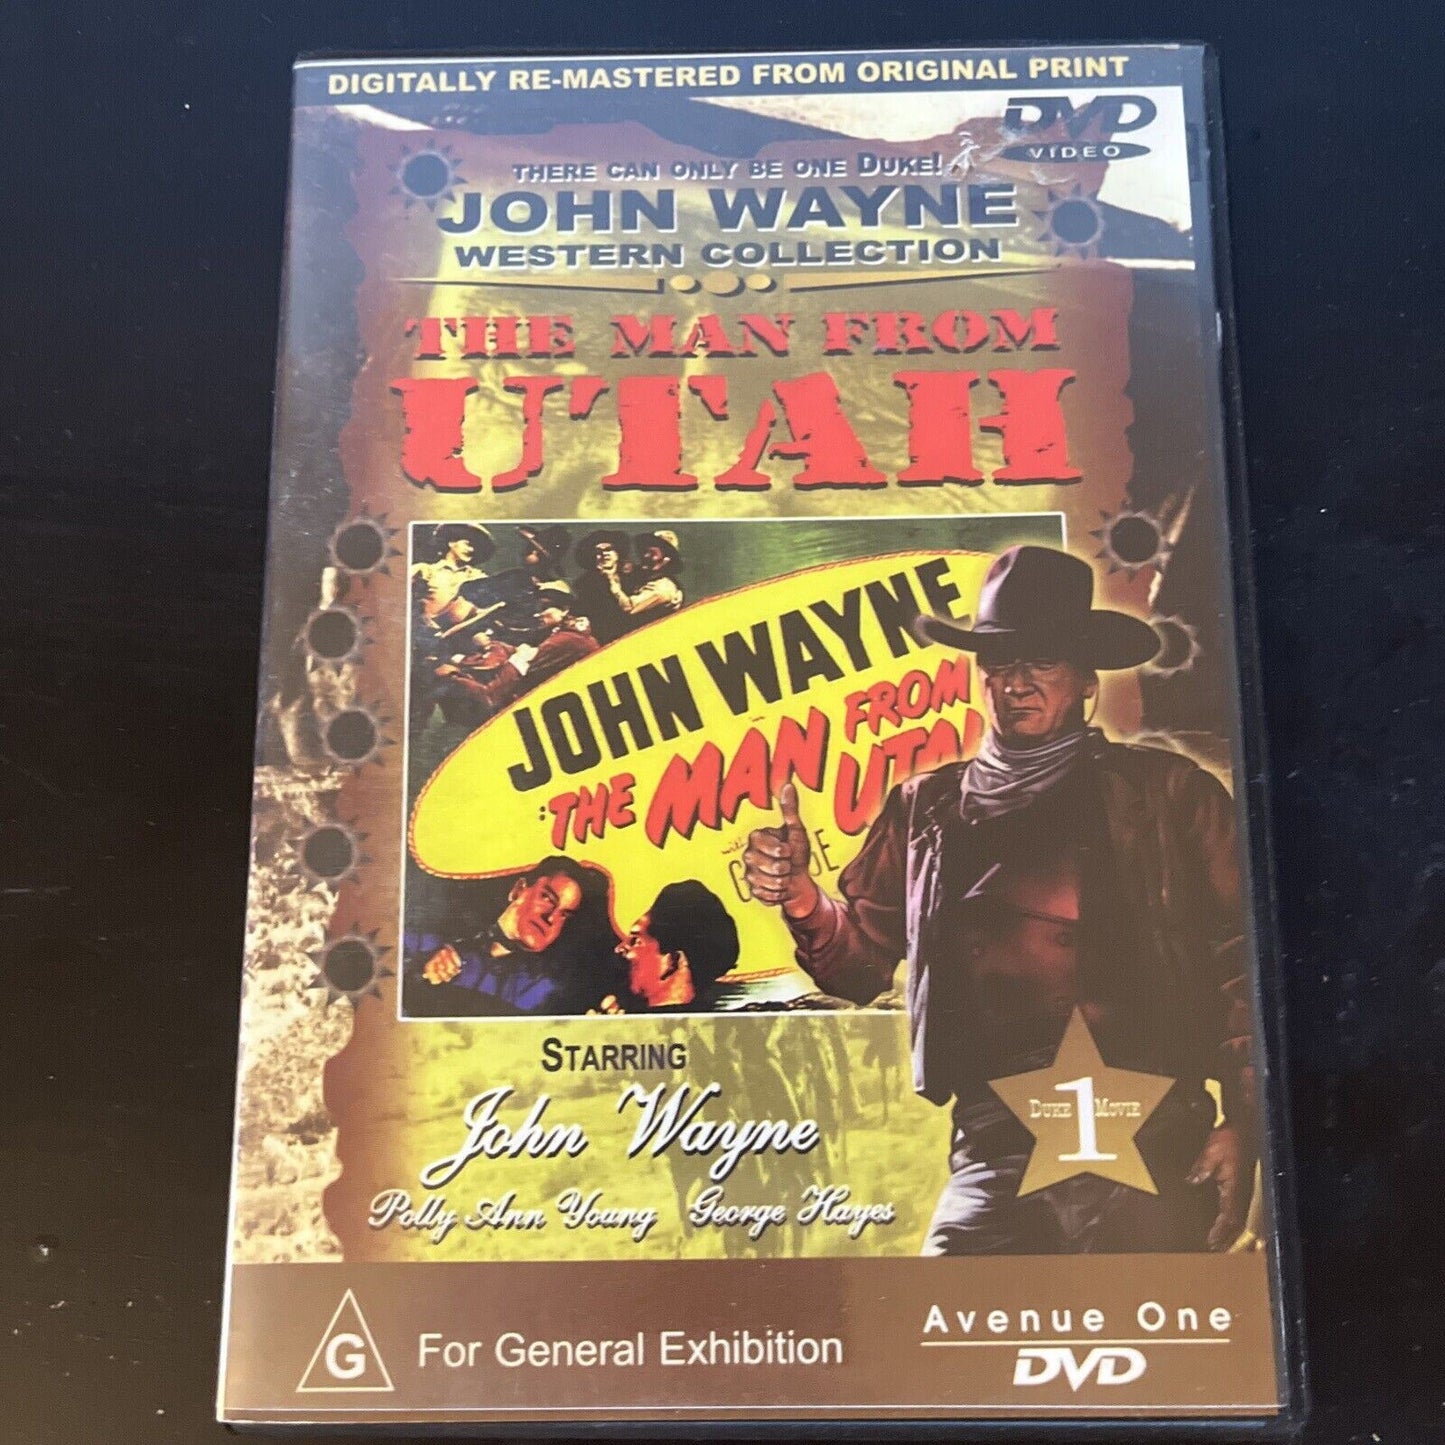 DIGITALLY RE-MASTERED FROM ORIGINAL PRINT
DVD
VIDEO
THERE CAN ONLY BE ONE DUKE!
JOHN WAYNE
WESTERN COLLECTION
THE MAN FROM
UTAH
JOHN WAYNE
THE MAN FROM
UTAH
with
STARRING
John Wayne
Polly Ann Young George Hayes
DUKE 1 MOVIE
G For General Exhibition
Avenue One
DVD